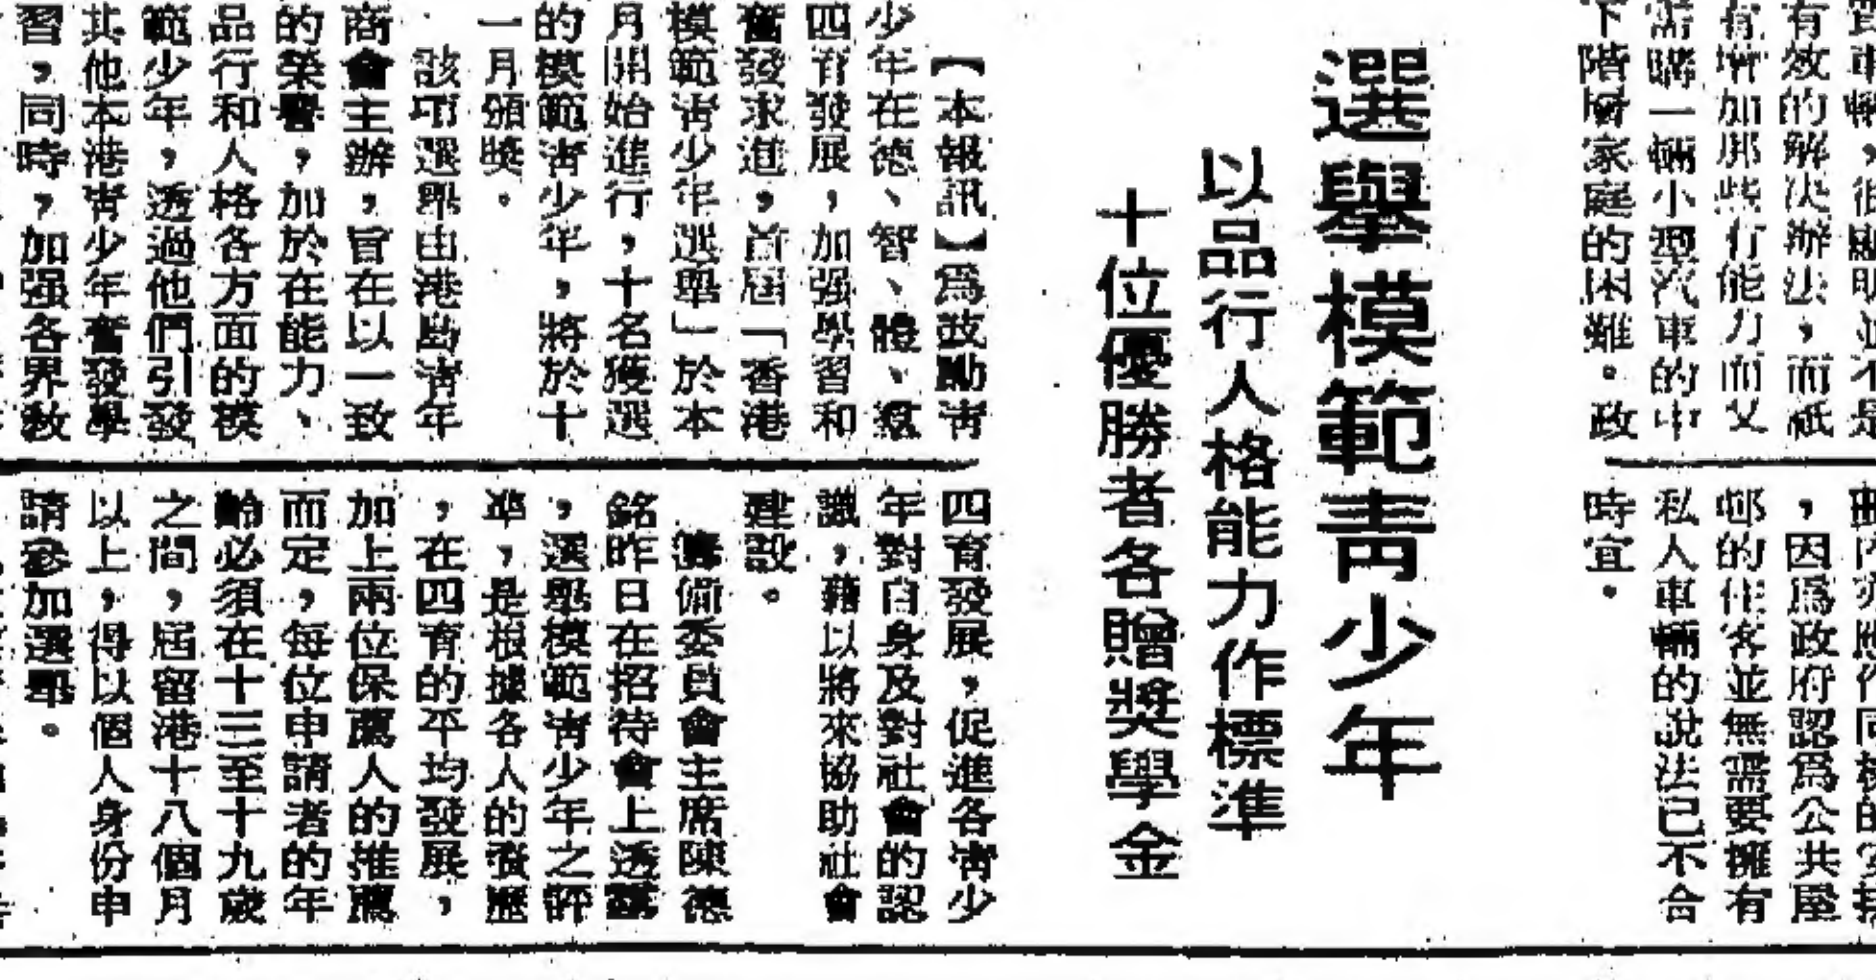 有效的解决辦法，而祇
有增加那些有能力而又
需購一輛小型汽車的中
下階層家庭的困難。政
，因爲政府認爲公共屋
邨的住客並無需要擁有
私人車輛的說法已不合
時宜。
選舉模範青少年
以品行人格能力作標準
十位優勝者各贈獎學金
【本報訊】爲鼓勵青
少年在德、智、體、羣
四育發展，加强學習和
奮發求進，首屆「香港
模範青少年選舉」於本
月開始進行，十名獲選
的模範青少年，將於十
一月頒獎。
該項選舉由港島青年
商會主辦，旨在以一致
的榮譽，加於在能力、
品行和人格各方面的模
範少年，透過他們引發
其他本港青少年奮發學
習，同時，加强各界教
四育發展，促進各青少
年對自身及對社會的認
識，藉以將來協助社會
建設。
籌備委員會主席陳德
銘昨日在招待會上透露
，選舉模範青少年之評
準，是根據各人的資歷
，在四育的平均發展，
加上兩位保薦人的推薦
而定，每位申請者的年
齡必須在十三至十九歲
之間，居留港十八個月
以上，得以個人身份申
請參加選舉。